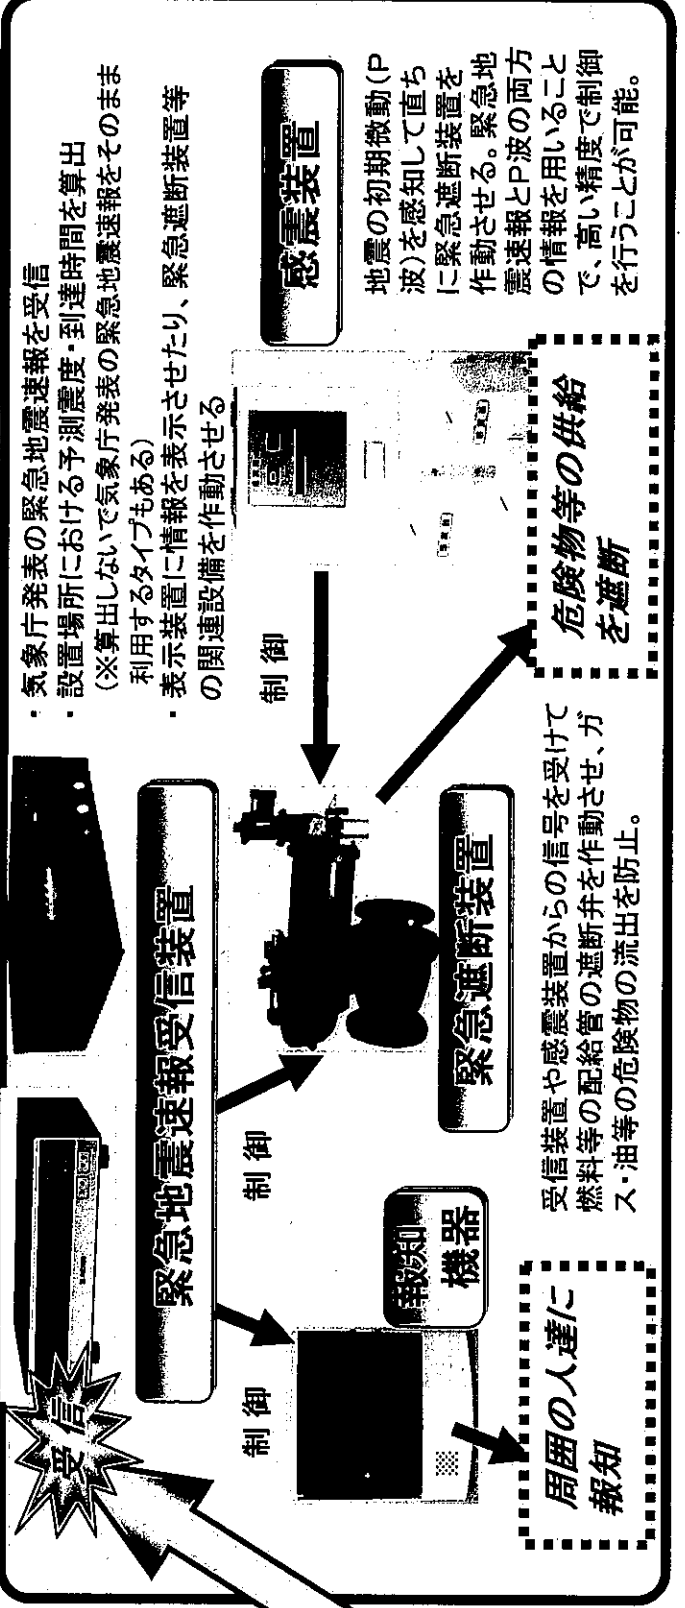 受信
・気象庁発表の緊急地震速報を受信
・設置場所における予測震度・到達時間を算出
(※算出しないで気象庁発表の緊急地震速報をそのまま
利用するタイプもある)
・表示装置に情報を表示させたり、緊急遮断装置等
の関連設備を作動させる
緊急地震速報受信装置
制御
制御
制御
報知
機器
緊急遮断装置
感震装置
地震の初期微動(P
波)を感知して直ち
に緊急遮断装置を
作動させる。緊急地
震速報とP波の両方
の情報を用いること
で、高い精度で制御
を行うことが可能。
受信装置や感震装置からの信号を受けて
燃料等の配給管の遮断弁を作動させ、ガ
ス・油等の危険物の流出を防止。
周囲の人達に
報知
危険物等の供給
を遮断